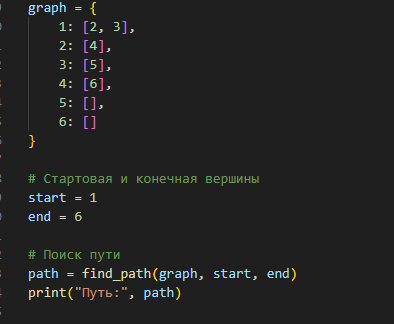 graph = {
    1: [2, 3],
    2: [4],
    3: [5],
    4: [6],
    5: [],
    6: []
}
# Стартовая и конечная вершины
start = 1
end = 6
# Поиск пути
path = find_path(graph, start, end)
print("Путь:", path)